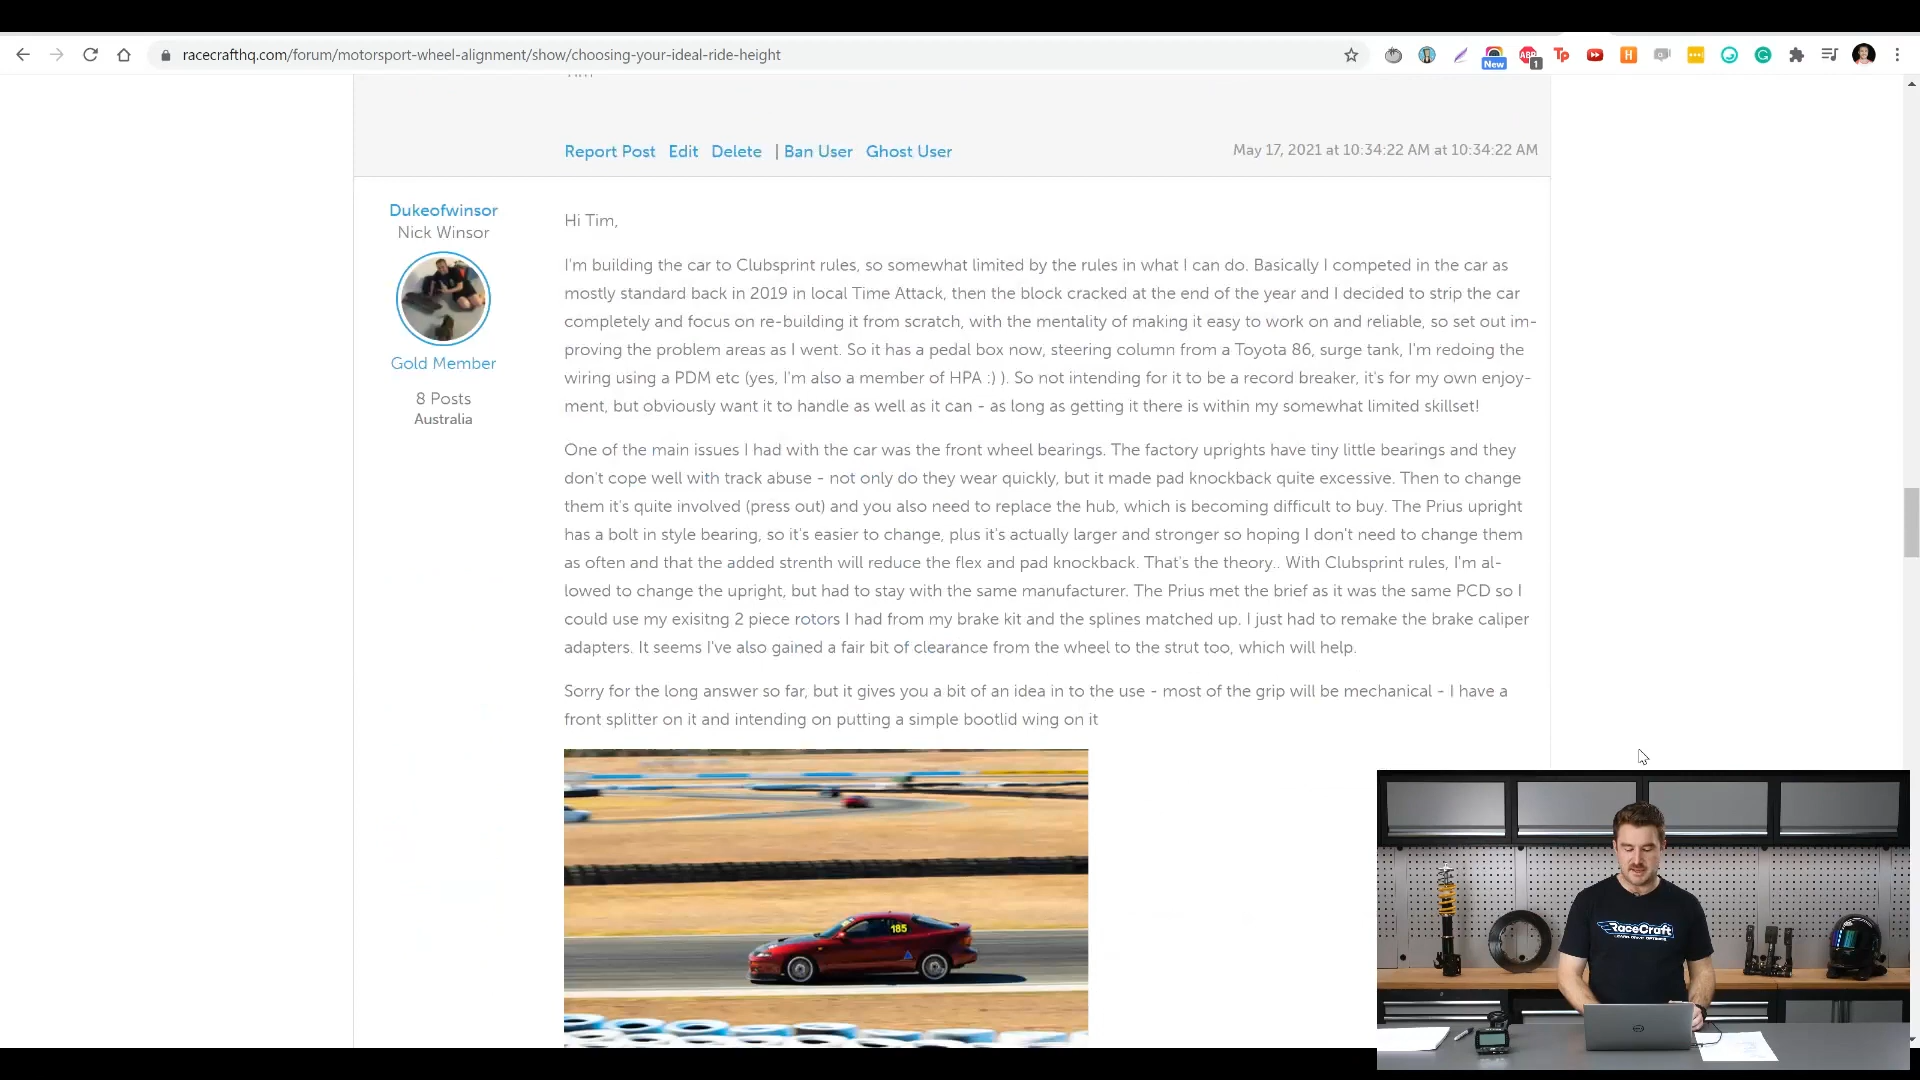 racecrafthq.com/forum/motorsport-wheel-alignment/show/choosing-your-ideal-ride-height
New
ABP
1
Tp
H
G
Report Post Edit Delete | Ban User Ghost User
May 17, 2021 at 10:34:22 AM at 10:34:22 AM
Dukeofwinsor
Nick Winsor
Gold Member
8 Posts
Australia
Hi Tim,
I'm building the car to Clubsprint rules, so somewhat limited by the rules in what I can do. Basically I competed in the car as
mostly standard back in 2019 in local Time Attack, then the block cracked at the end of the year and I decided to strip the car
completely and focus on re-building it from scratch, with the mentality of making it easy to work on and reliable, so set out im-
proving the problem areas as I went. So it has a pedal box now, steering column from a Toyota 86, surge tank, I'm redoing the
wiring using a PDM etc (yes, I'm also a member of HPA :) ). So not intending for it to be a record breaker, it's for my own enjoy-
ment, but obviously want it to handle as well as it can - as long as getting it there is within my somewhat limited skillset!
One of the main issues I had with the car was the front wheel bearings. The factory uprights have tiny little bearings and they
don't cope well with track abuse - not only do they wear quickly, but it made pad knockback quite excessive. Then to change
them it's quite involved (press out) and you also need to replace the hub, which is becoming difficult to buy. The Prius upright
has a bolt in style bearing, so it's easier to change, plus it's actually larger and stronger so hoping I don't need to change them
as often and that the added strenth will reduce the flex and pad knockback. That's the theory.. With Clubsprint rules, I'm al-
lowed to change the upright, but had to stay with the same manufacturer. The Prius met the brief as it was the same PCD so I
could use my exisitng 2 piece rotors I had from my brake kit and the splines matched up. I just had to remake the brake caliper
adapters. It seems I've also gained a fair bit of clearance from the wheel to the strut too, which will help.
Sorry for the long answer so far, but it gives you a bit of an idea in to the use - most of the grip will be mechanical - I have a
front splitter on it and intending on putting a simple bootlid wing on it
185
RaceCraft